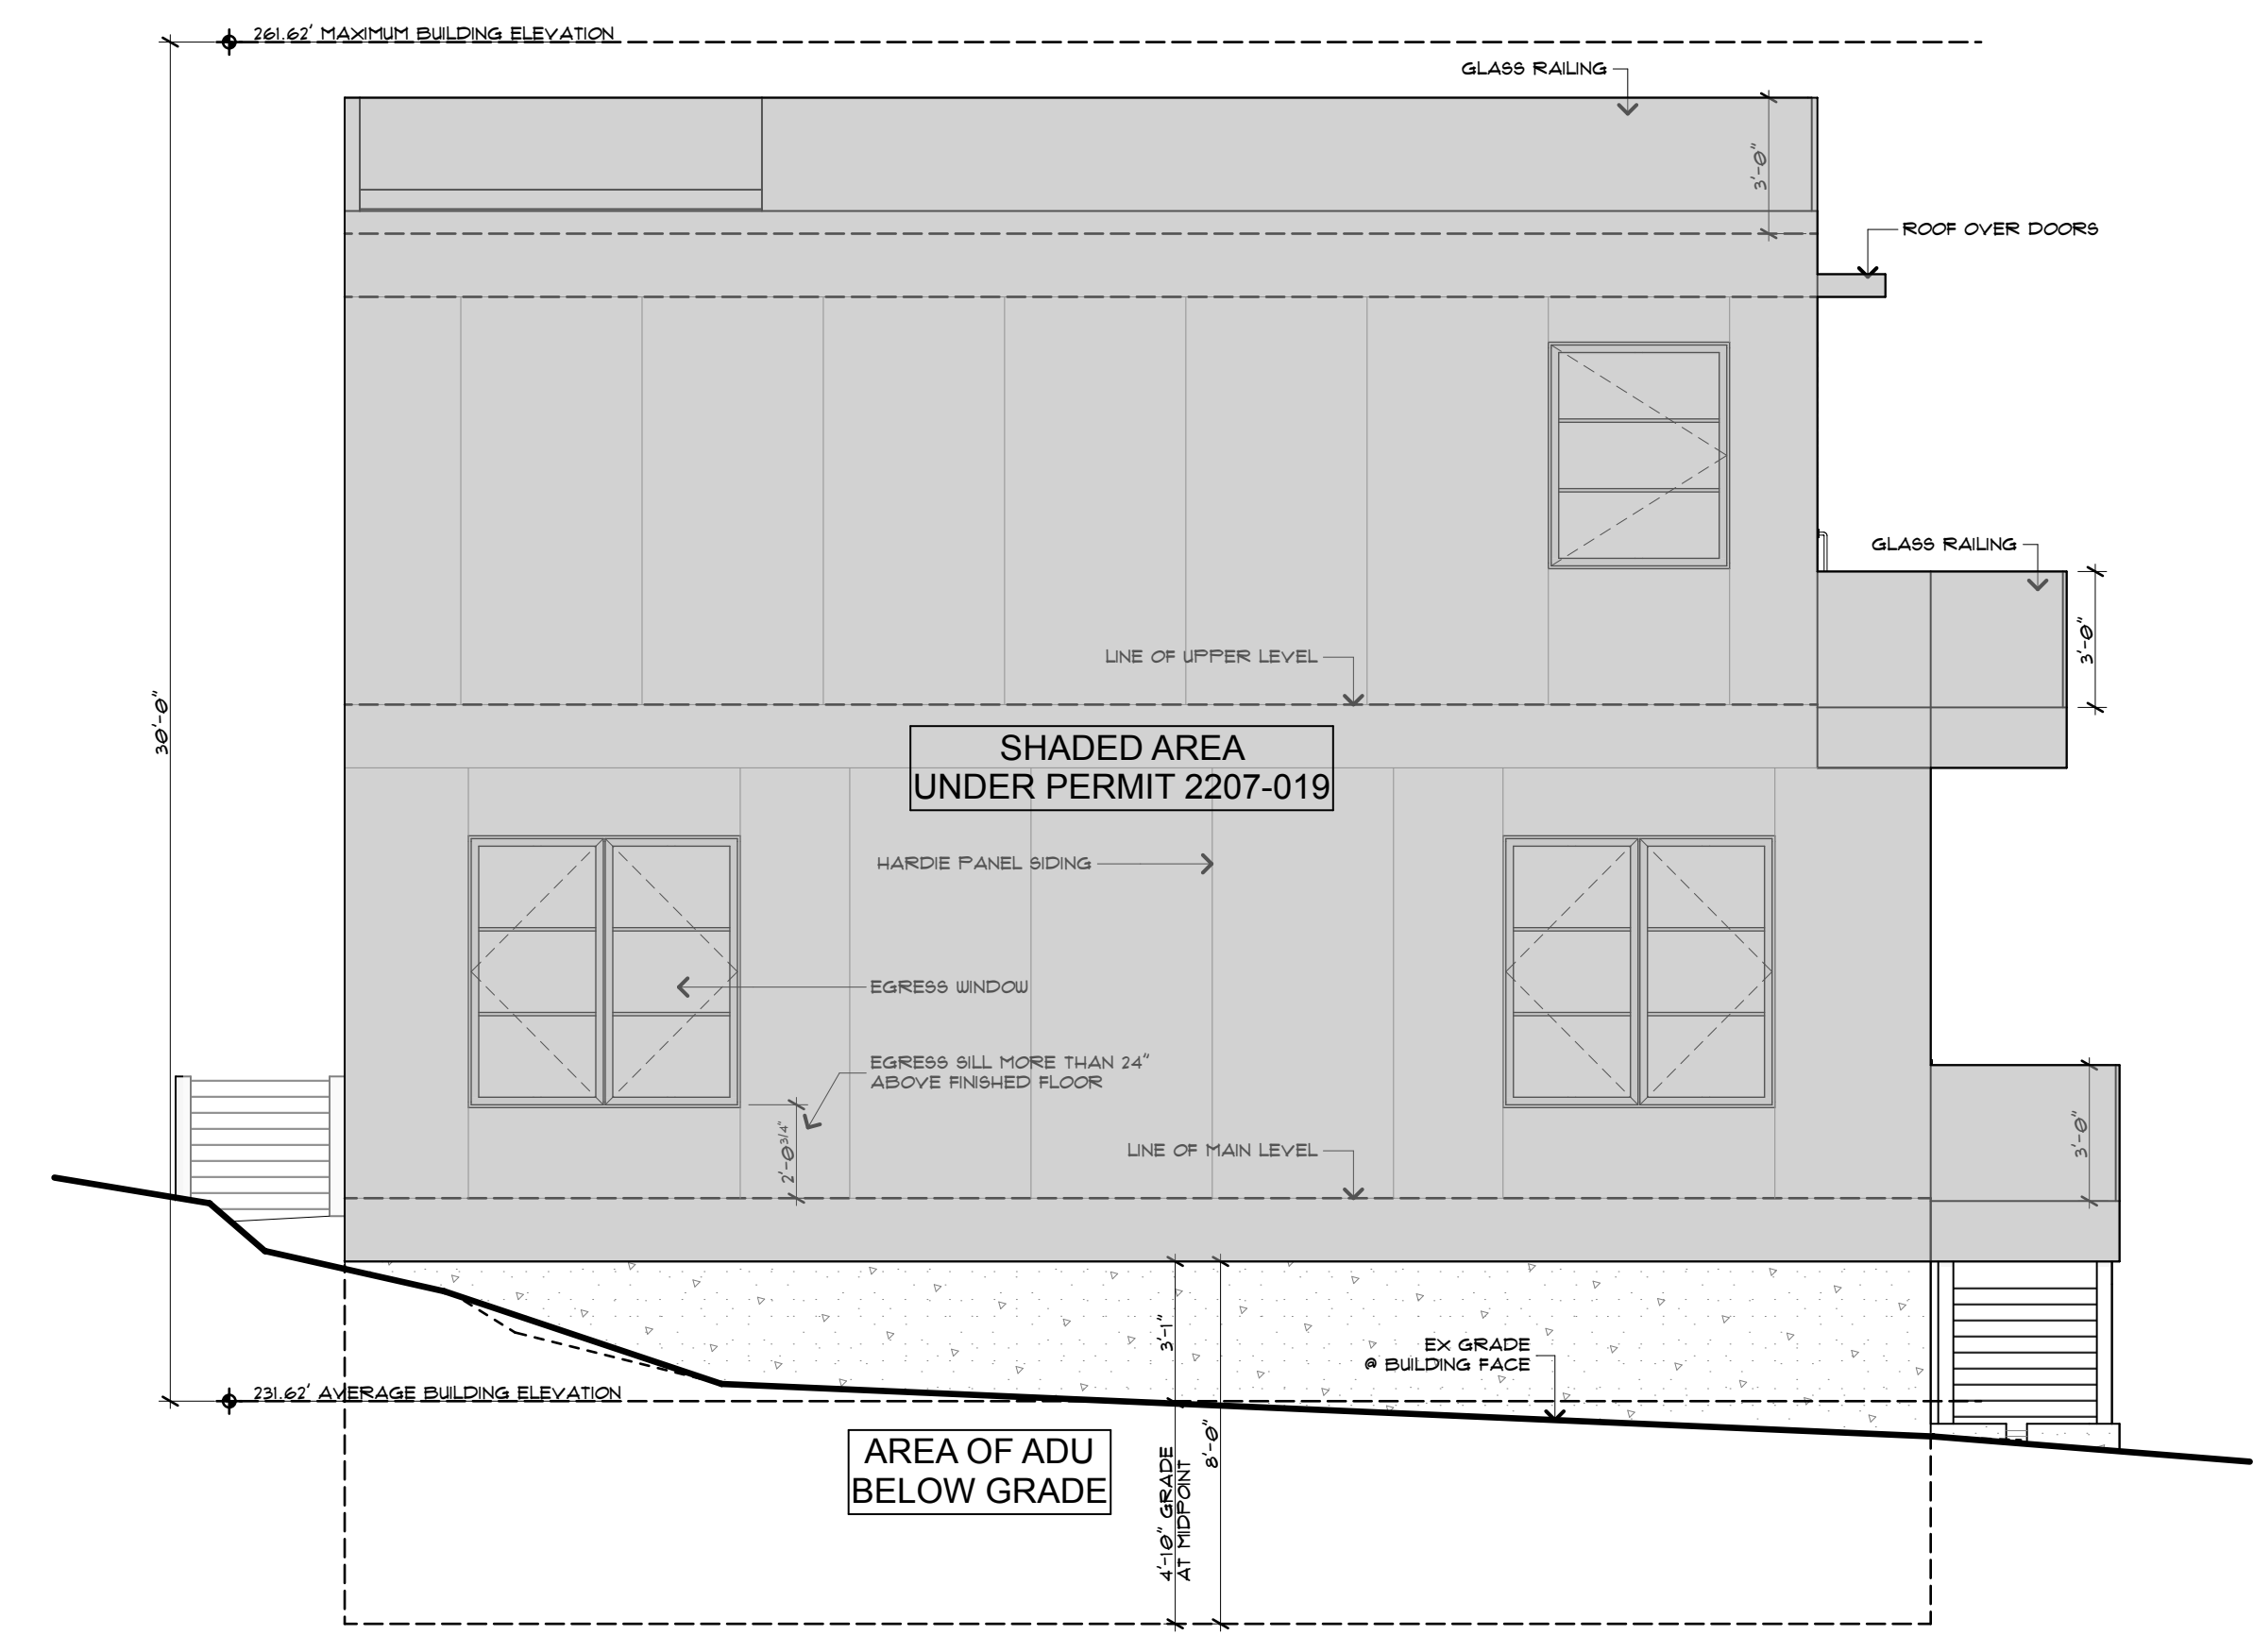 261.62' MAXIMUM BUILDING ELEVATION
GLASS RAILING
3'-0"
ROOF OVER DOORS
GLASS RAILING
3'-0"
LINE OF UPPER LEVEL
30'-0"
SHADED AREA
UNDER PERMIT 2207-019
HARDIE PANEL SIDING
EGRESS WINDOW
EGRESS SILL MORE THAN 24"
ABOVE FINISHED FLOOR
2'-0 3/4"
LINE OF MAIN LEVEL
3'-0"
3'-1"
EX GRADE
@ BUILDING FACE
231.62' AVERAGE BUILDING ELEVATION
AREA OF ADU
BELOW GRADE
4'-10" GRADE
AT MIDPOINT
8'-0"